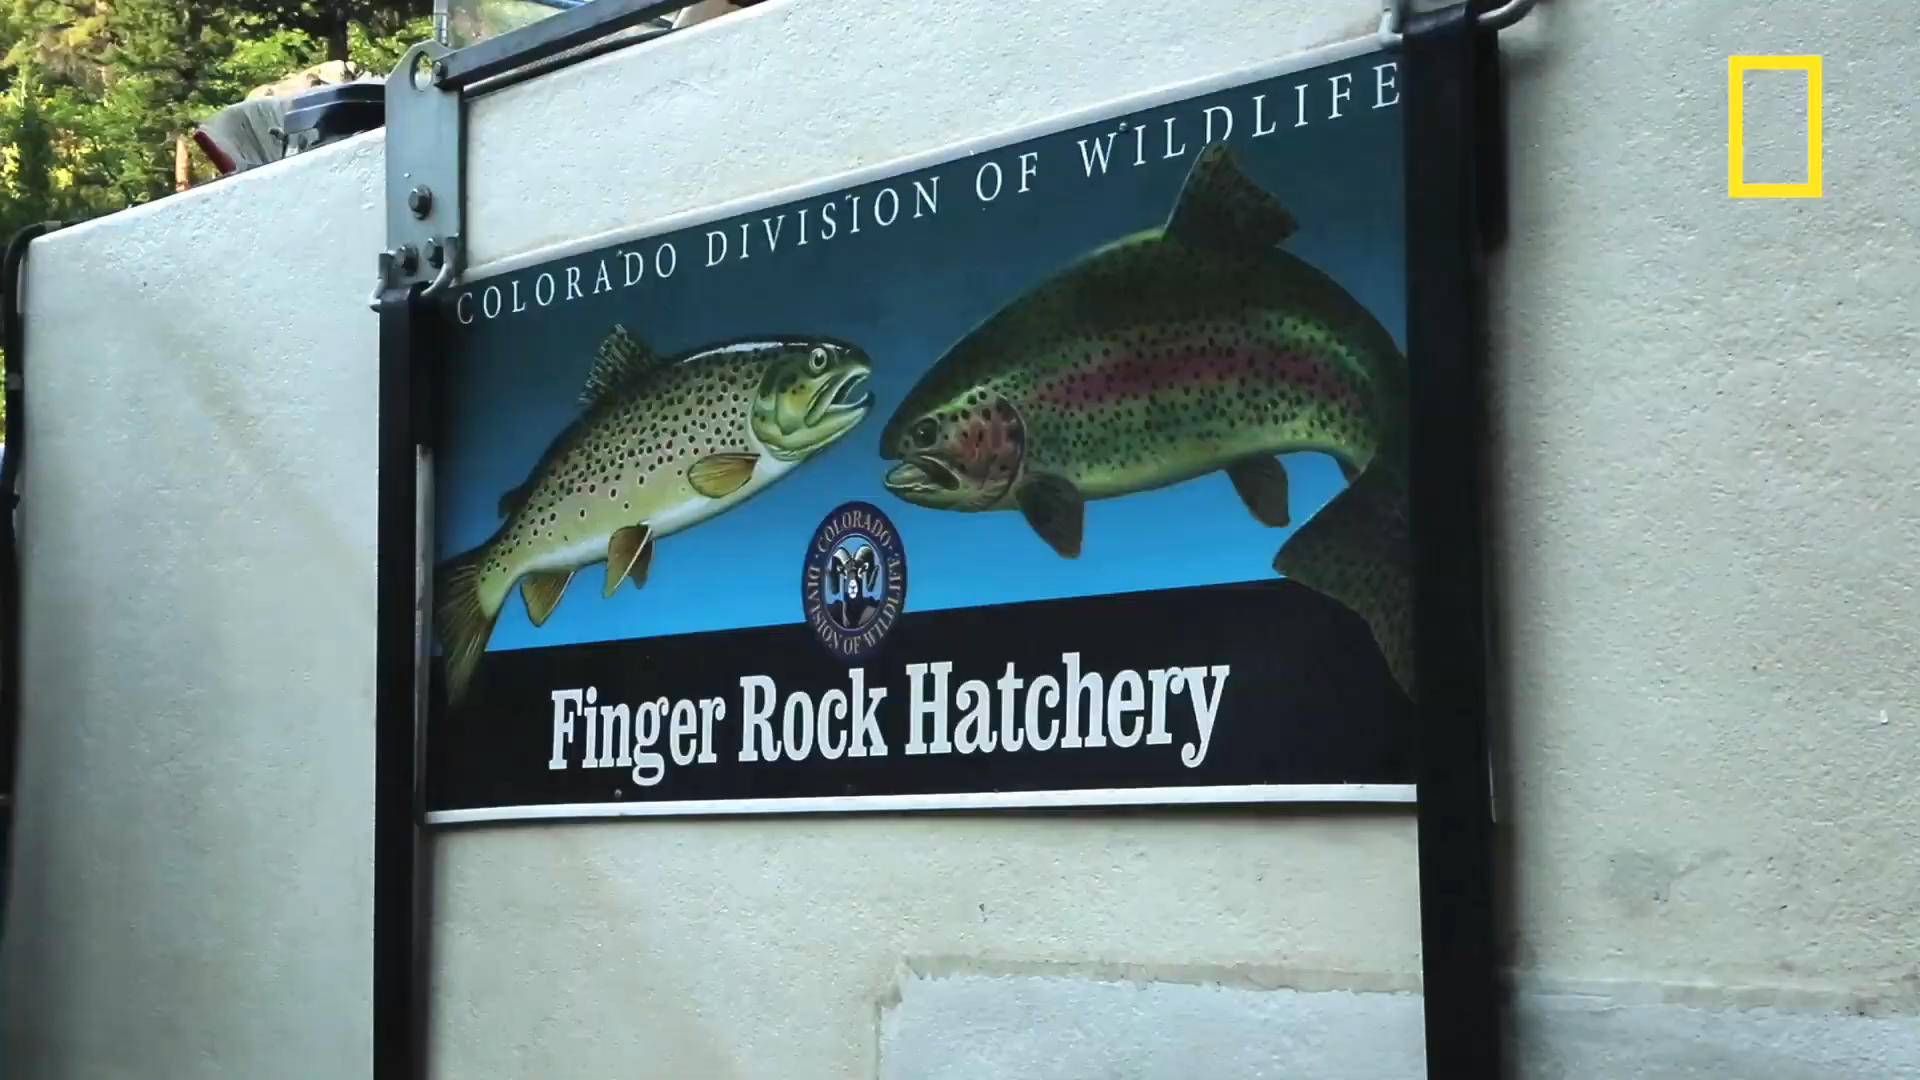 COLORADO DIVISION OF WILDLIFE
COLORADO
DIVISION OF WILDLIFE
Finger Rock Hatchery